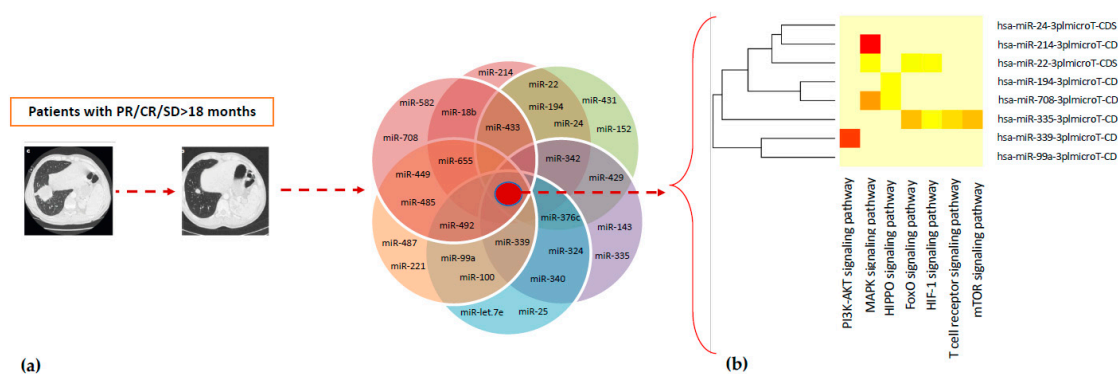 Patients with PR/CR/SD>18 months
miR-214
miR-582
miR-22
miR-431
miR-18b
miR-194
miR-433
miR-24
miR-152
miR-708
miR-655
miR-342
miR-449
miR-429
miR-485
miR-376c
miR-492
miR-143
miR-487
miR-339
miR-324
miR-335
miR-99a
miR-221
miR-100
miR-340
miR-let.7e
miR-25
(a)
hsa-miR-24-3plmicroT-CDS
hsa-miR-214-3plmicroT-CD
hsa-miR-22-3plmicroT-CDS
hsa-miR-194-3plmicroT-CD
hsa-miR-708-3plmicroT-CD
hsa-miR-335-3plmicroT-CD
hsa-miR-339-3plmicroT-CD
hsa-miR-99a-3plmicroT-CD
PI3K-AKT signaling pathway
MAPK signaling pathway
HIPPO signaling pathway
FoxO signaling pathway
HIF-1 signaling pathway
T cell receptor signaling pathway
mTOR signaling pathway
(b)